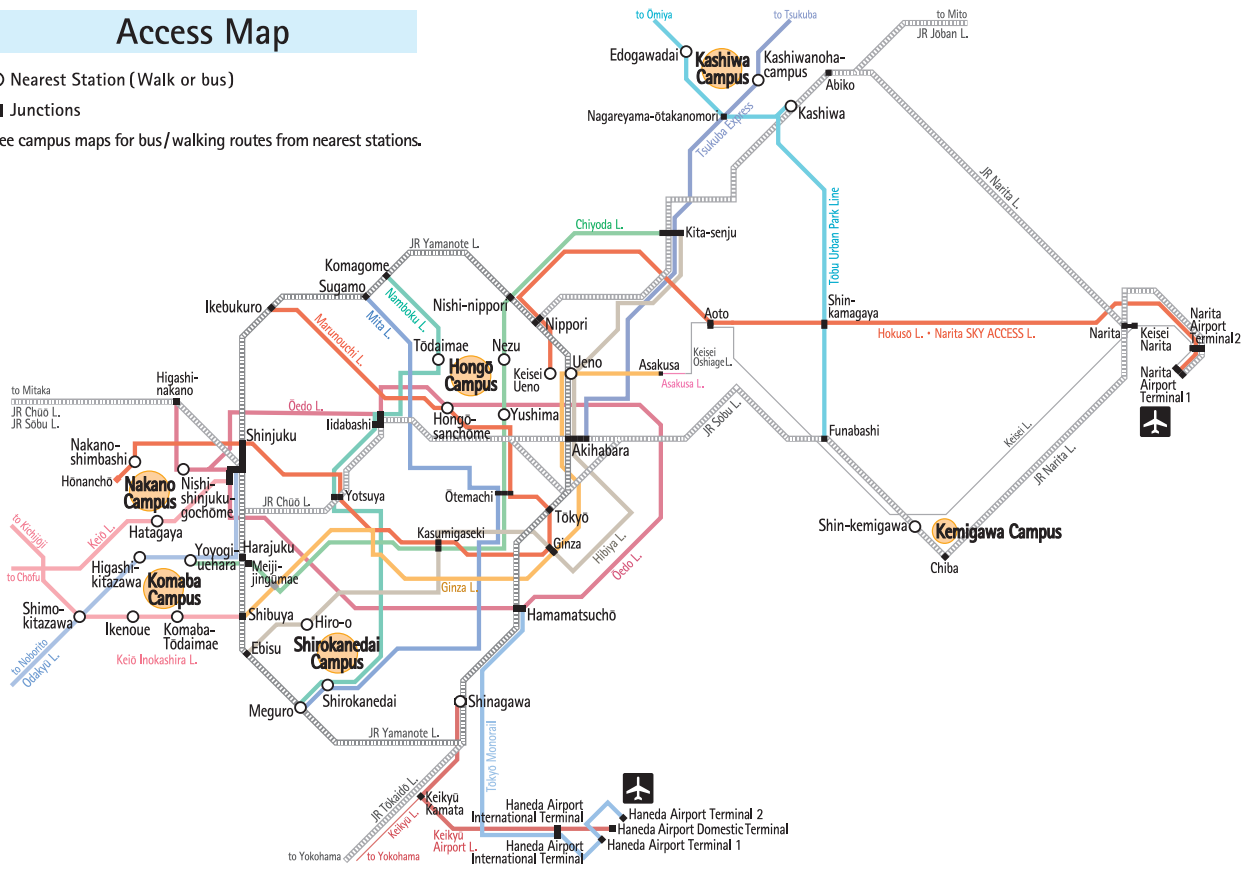 Access Map
Nearest Station (Walk or bus)
Junctions
ee campus maps for bus/walking routes from nearest stations.
to Ōmiya
to Tsukuba
to Mito
JR Jōban L.
Edogawadai
Kashiwa
Campus
Kashiwanoha-
campus
Abiko
Nagareyama-ōtakanomori
Kashiwa
Tsukuba Express
JR Narita L.
Tōbu Urban Park Line
Chiyoda L.
Kita-senju
JR Yamanote L.
Komagome
Sugamo
Ikebukuro
Namboku L.
Mita L.
Marunouchi L.
Nishi-nippori
Nippori
Aoto
Shin-
kamagaya
Hokusō L. • Narita SKY ACCESS L.
Narita
Keisei
Narita
Narita
Airport
Terminal 2
Narita
Airport
Terminal 1
Tōdaimae
Hongō
Campus
Nezu
Keisei
Ueno
Ueno
Asakusa
Keisei
Oshiage L.
Asakusa L.
to Mitaka
JR Chūō L.
JR Sōbu L.
Higashi-
nakano
Ōedo L.
Iidabashi
Hongō-
sanchome
Yushima
Akihabara
JR Sōbu L.
Funabashi
Keisei L.
JR Narita L.
Nakano-
shimbashi
Hōnanchō
Nakano
Campus
Nishi-
shinjuku-
gochōme
Shinjuku
JR Chūō L.
Yotsuya
Ōtemachi
Tōkyō
Hatagaya
Keiō L.
to Kichijōji
to Chōfu
Kasumigaseki
Ginza
Hibiya L.
Ōedo L.
Shin-kemigawa
Kemigawa Campus
Chiba
Yoyogi-
uehara
Harajuku
Meiji-
jingūmae
Higashi-
kitazawa
Komaba
Campus
Ginza L.
Shimo-
kitazawa
Ikenoue
Komaba-
Tōdaimae
Shibuya
Keiō Inokashira L.
to Noborito
Odakyū L.
Hiro-o
Hamamatsuchō
Ebisu
Shirokanedai
Campus
Shirokanedai
Meguro
Shinagawa
JR Yamanote L.
Tōkyō Monorail
JR Tōkaidō L.
Keikyū
Kamata
Keikyū L.
Keikyū
Airport L.
to Yokohama
to Yokohama
Haneda Airport
International Terminal
Haneda Airport
International Terminal
Haneda Airport Terminal 2
Haneda Airport Domestic Terminal
Haneda Airport Terminal 1